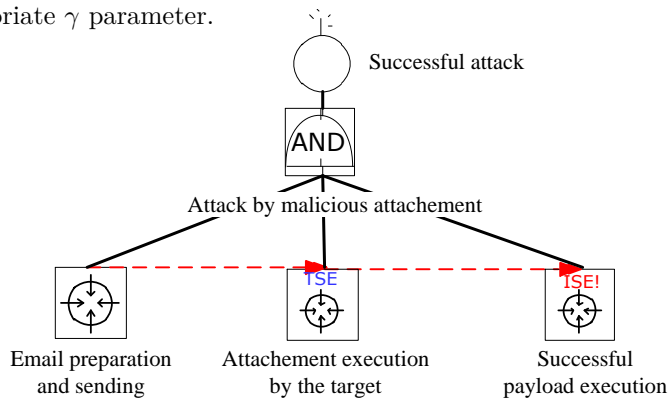 riate γ parameter.
Successful attack
AND
Attack by malicious attachement
TSE
ISE!
Email preparation
and sending
Attachement execution
by the target
Successful
payload execution